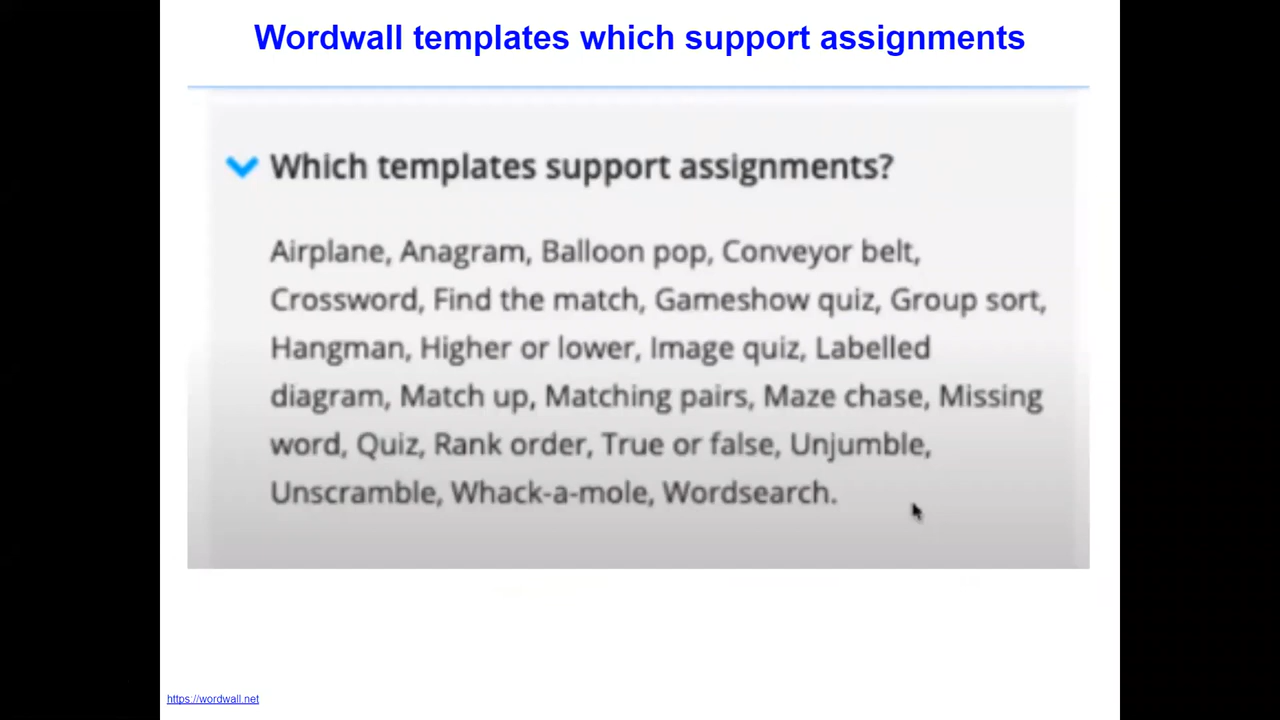 Wordwall templates which support assignments
Which templates support assignments?
Airplane, Anagram, Balloon pop, Conveyor belt,
Crossword, Find the match, Gameshow quiz, Group sort,
Hangman, Higher or lower, Image quiz, Labelled
diagram, Match up, Matching pairs, Maze chase, Missing
word, Quiz, Rank order, True or false, Unjumble,
Unscramble, Whack-a-mole, Wordsearch.
https://wordwall.net